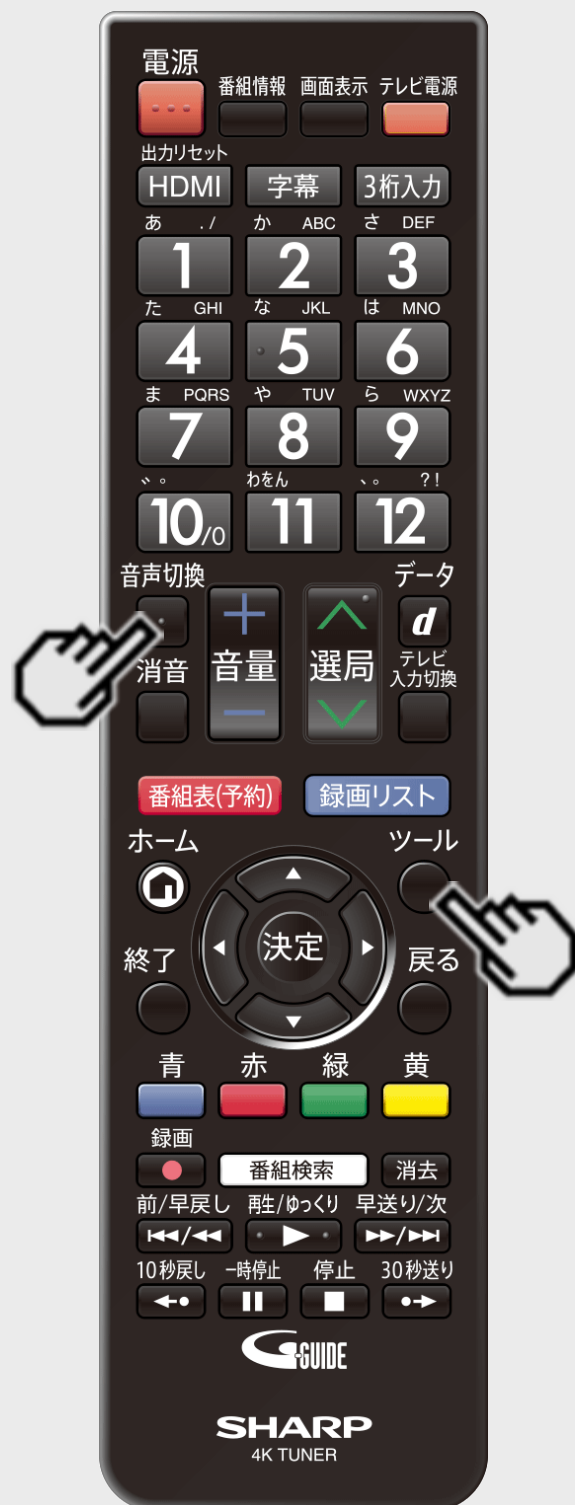 電源
番組情報 画面表示 テレビ電源
出力リセット
HDMI 字幕 3桁入力
あ ./ か ABC さ DEF
1 2 3
た GHI な JKL は MNO
4 5 6
ま PQRS や TUV ら WXYZ
7 8 9
゛゜ わをん 、。 ?!
10/0 11 12
音声切換 データ
+ d
消音 音量 選局 テレビ
入力切換
番組表(予約) 録画リスト
ホーム ツール
決定
終了 戻る
青 赤 緑 黄
録画
番組検索 消去
前/早戻し 再生/ゆっくり 早送り/次
10秒戻し 一時停止 停止 30秒送り
G-GUIDE
SHARP
4K TUNER